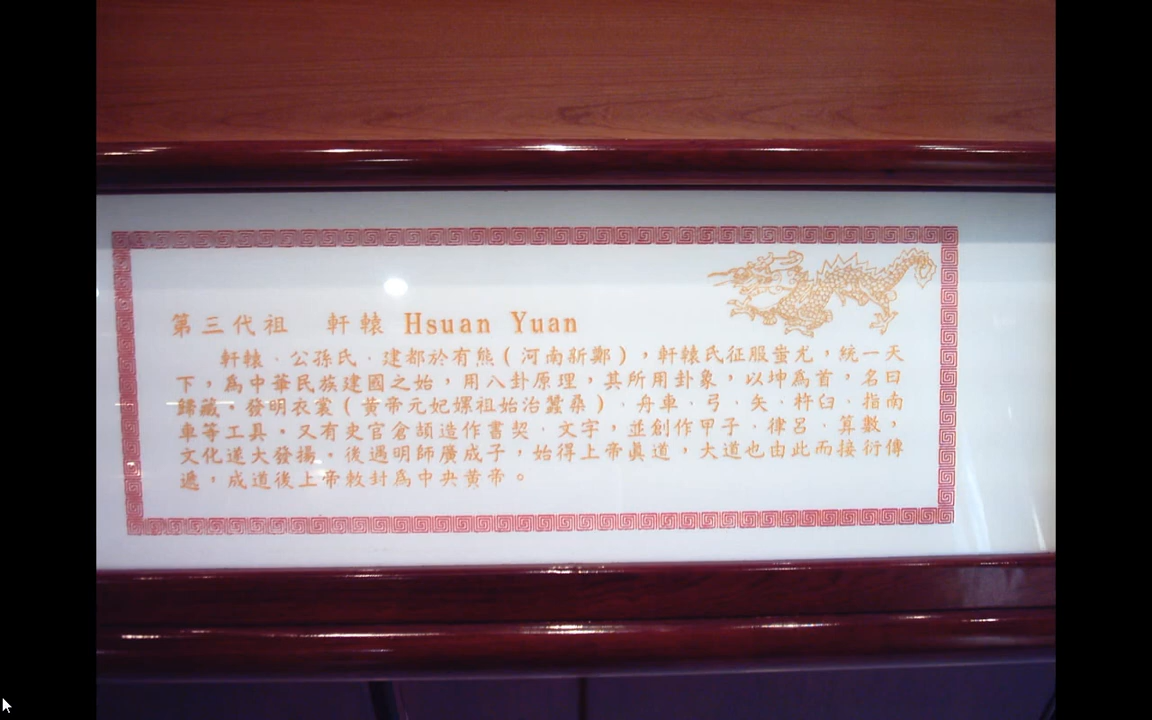 第三代祖 軒轅 Hsuan Yuan
軒轅．公孫氏．建都於有熊(河南新鄭)，軒轅氏征服蚩尤，統一天
下，為中華民族建國之始，用八卦原理，其所用卦象，以坤為首，名曰
歸藏。發明衣裳(黄帝元妃嫘祖始治蠶桑)．舟車．弓．矢．杵臼．指南
車等工具。又有史官倉頡造作書契．文字，並創作甲子．律呂．算數，
文化遂大發揚。後遇明師廣成子，始得上帝眞道，大道也由此而接衍傳
遞，成道後上帝敕封為中央黄帝。